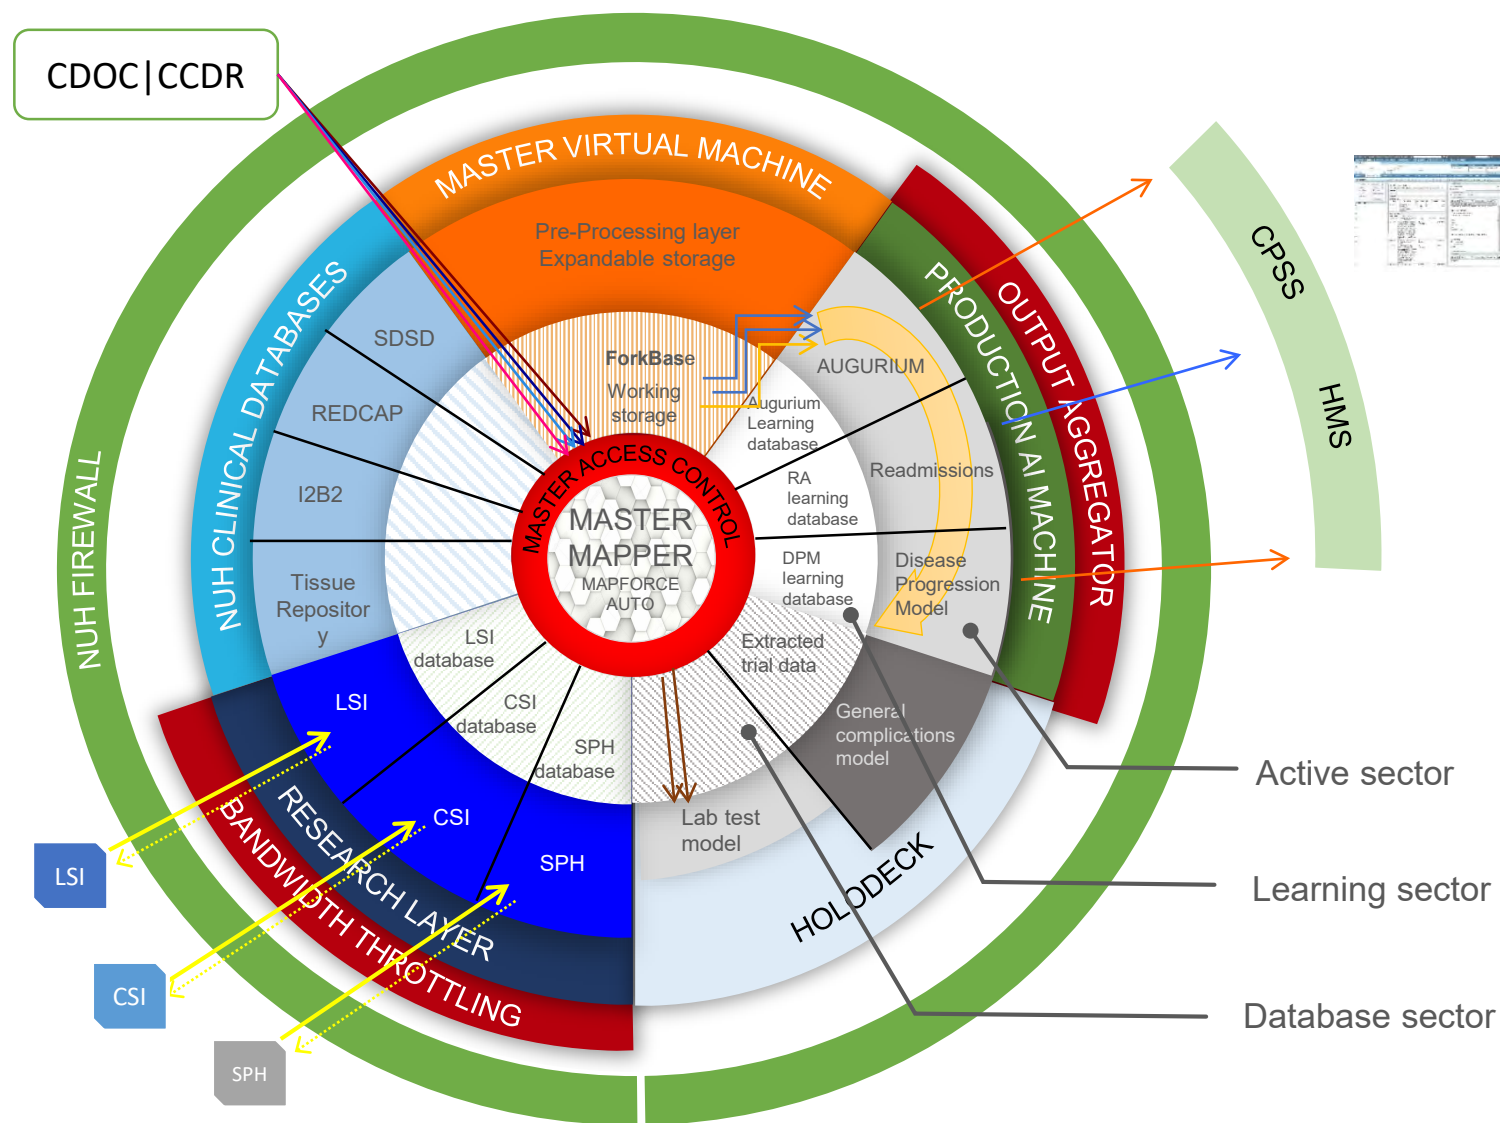 CDOC|CCDR
MASTER VIRTUAL MACHINE
Pre-Processing layer
Expandable storage
ForkBase
Working
storage
NUH FIREWALL
NUH CLINICAL DATABASES
SDSD
REDCAP
I2B2
Tissue
Repositor
y
MASTER ACCESS CONTROL
MASTER
MAPPER
MAPFORCE
AUTO
OUTPUT AGGREGATOR
PRODUCTION AI MACHINE
AUGURIUM
Readmissions
Disease
Progression
Model
Augurium
Learning
database
RA
learning
database
DPM
learning
database
Extracted
trial data
General
complications
model
Lab test
model
HOLODECK
LSI
database
CSI
database
SPH
database
LSI
CSI
SPH
RESEARCH LAYER
BANDWIDTH THROTTLING
LSI
CSI
SPH
CPSS
HMS
Active sector
Learning sector
Database sector